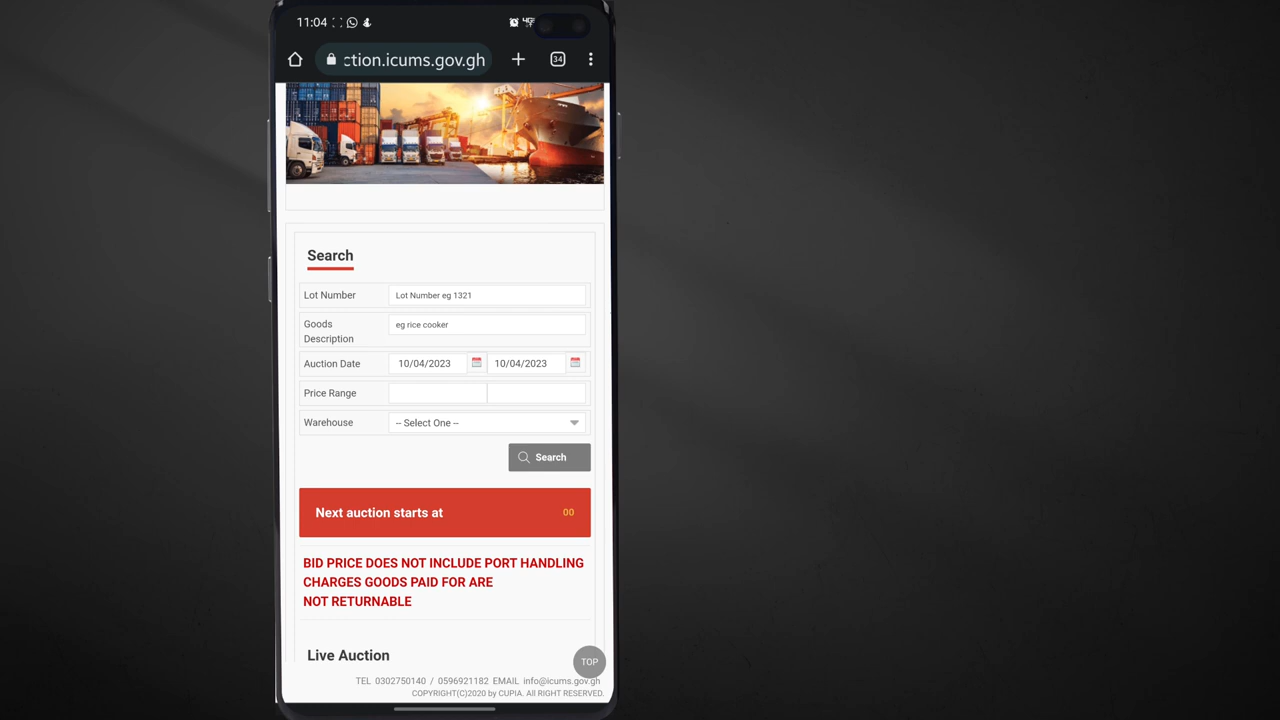 11:04
ction.icums.gov.gh
34
Search
Lot Number
Lot Number eg 1321
Goods
Description
eg rice cooker
Auction Date
10/04/2023
10/04/2023
Price Range
Warehouse
-- Select One --
Search
Next auction starts at
00
BID PRICE DOES NOT INCLUDE PORT HANDLING
CHARGES GOODS PAID FOR ARE
NOT RETURNABLE
Live Auction
TOP
TEL 0302750140 / 0596921182 EMAIL info@icums.gov.gh
COPYRIGHT(C)2020 by CUPIA. All RIGHT RESERVED.